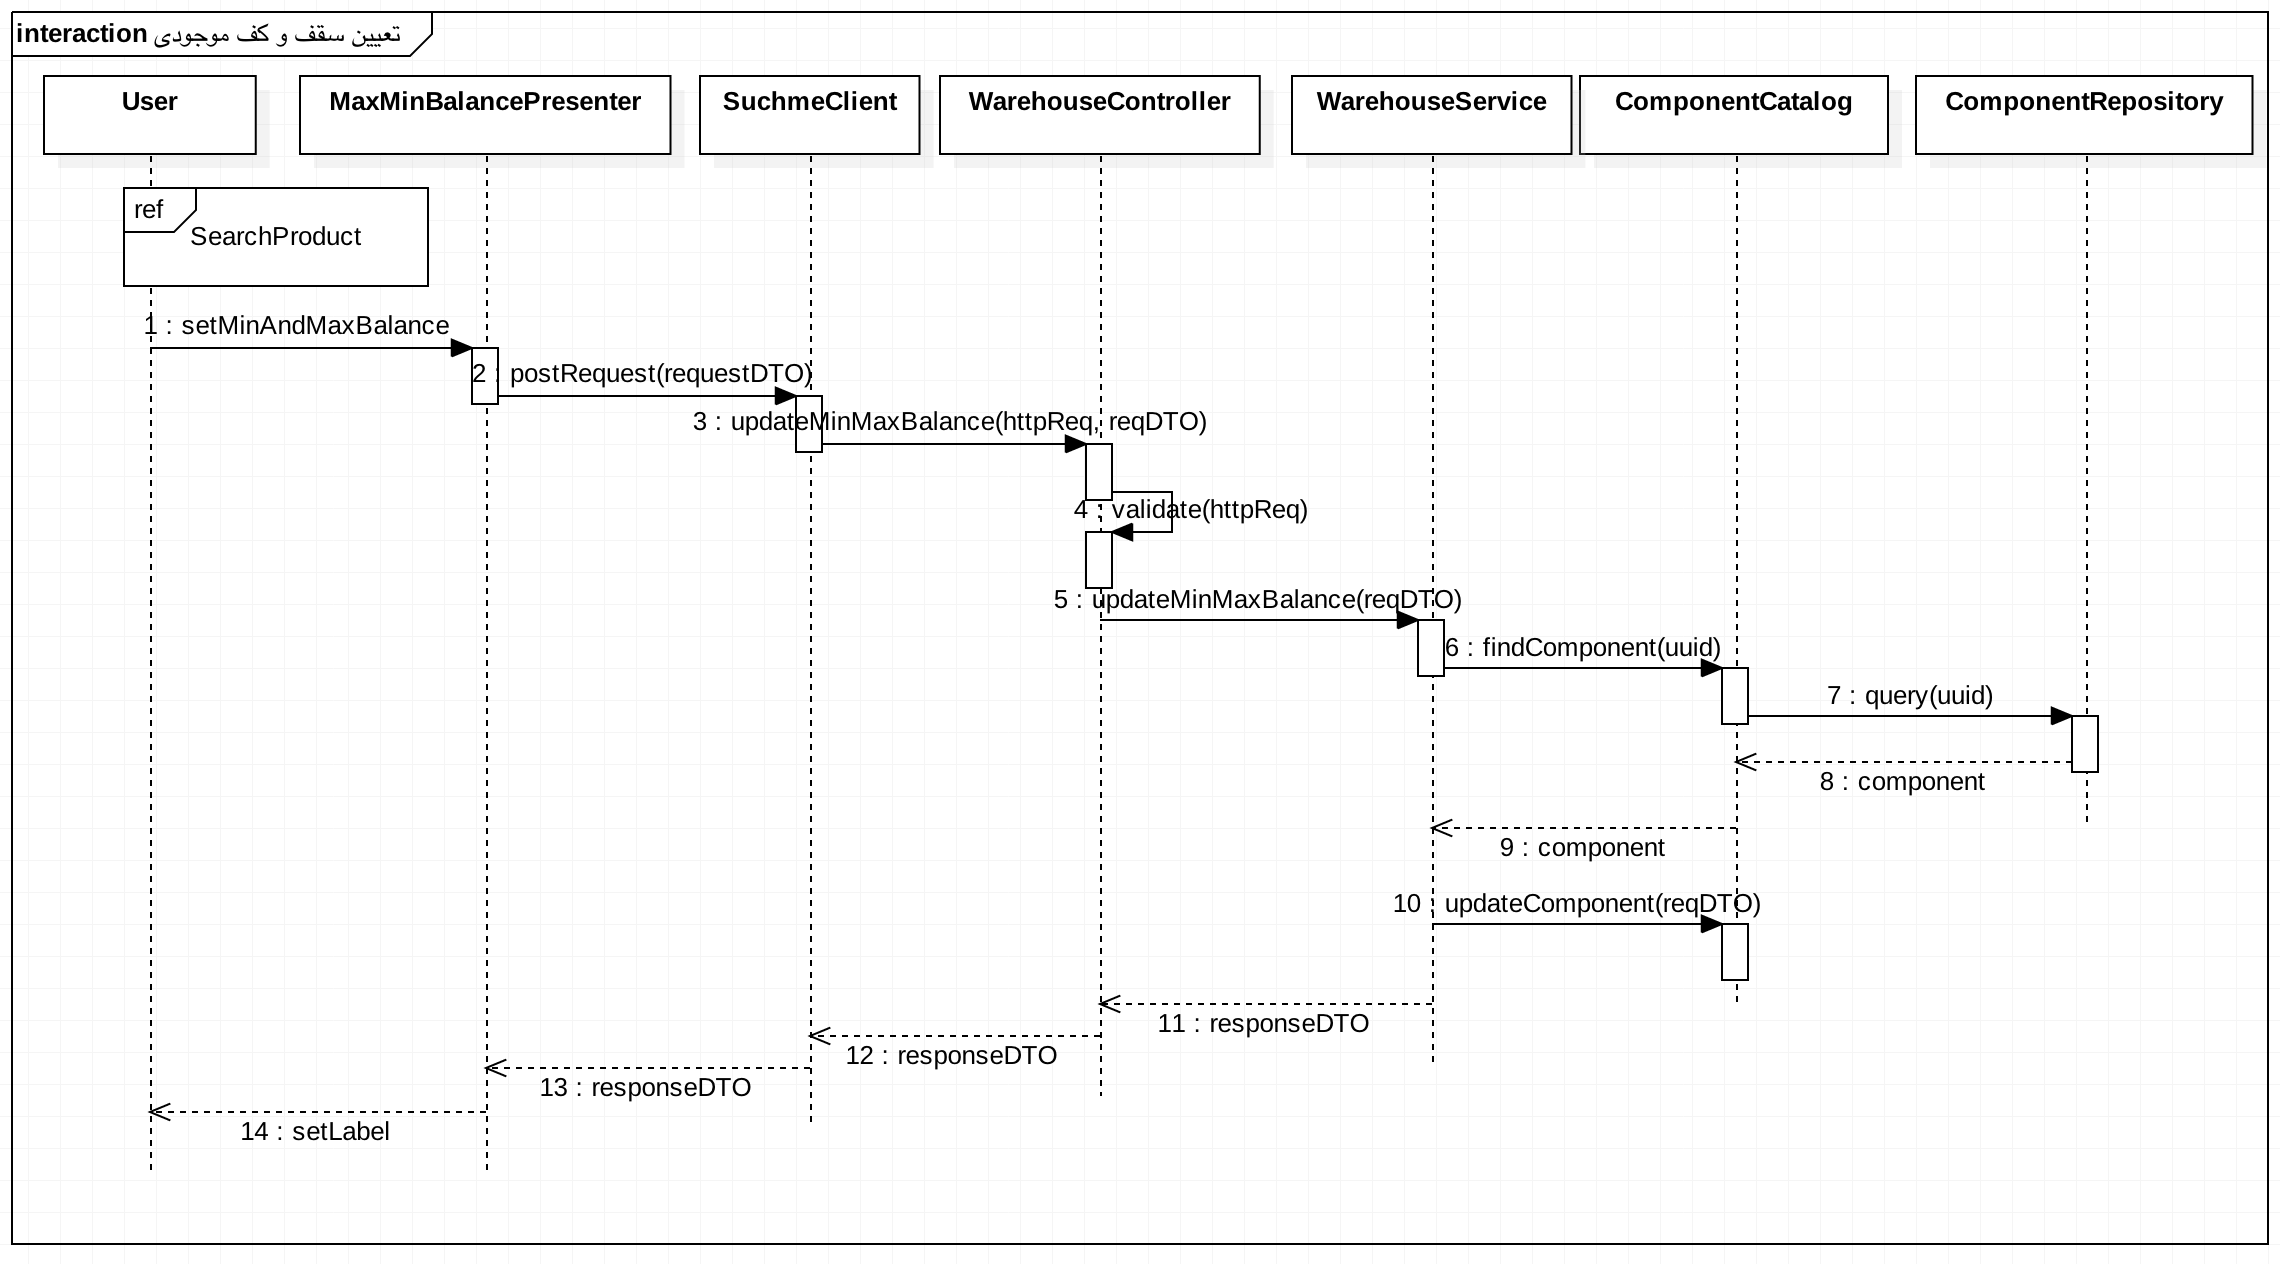 interaction تعیین سقف و کف موجودی
User
MaxMinBalancePresenter
SuchmeClient
WarehouseController
WarehouseService
ComponentCatalog
ComponentRepository
ref
SearchProduct
1 : setMinAndMaxBalance
2 : postRequest(requestDTO)
3 : updateMinMaxBalance(httpReq, reqDTO)
4 : validate(httpReq)
5 : updateMinMaxBalance(reqDTO)
6 : findComponent(uuid)
7 : query(uuid)
8 : component
9 : component
10 : updateComponent(reqDTO)
11 : responseDTO
12 : responseDTO
13 : responseDTO
14 : setLabel